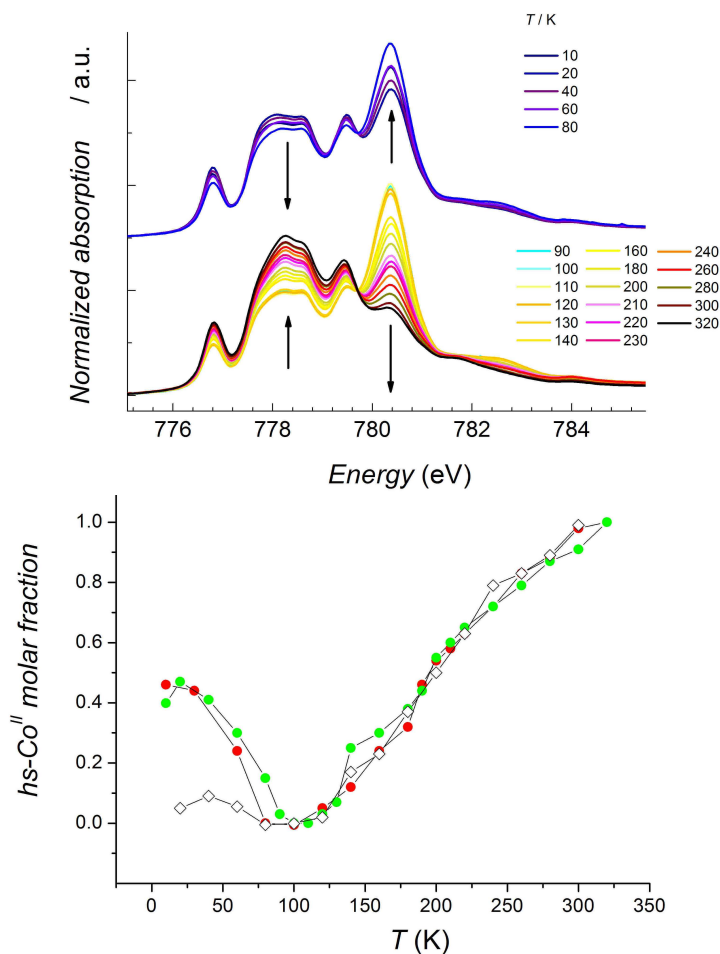 T / K
10
20
40
60
80
Normalized absorption / a.u.
90 160 240
100 180 260
110 200 280
120 210 300
130 220 320
140 230
776 778 780 782 784
Energy (eV)
hs-Co^II molar fraction
1.0
0.8
0.6
0.4
0.2
0.0
0 50 100 150 200 250 300 350
T (K)